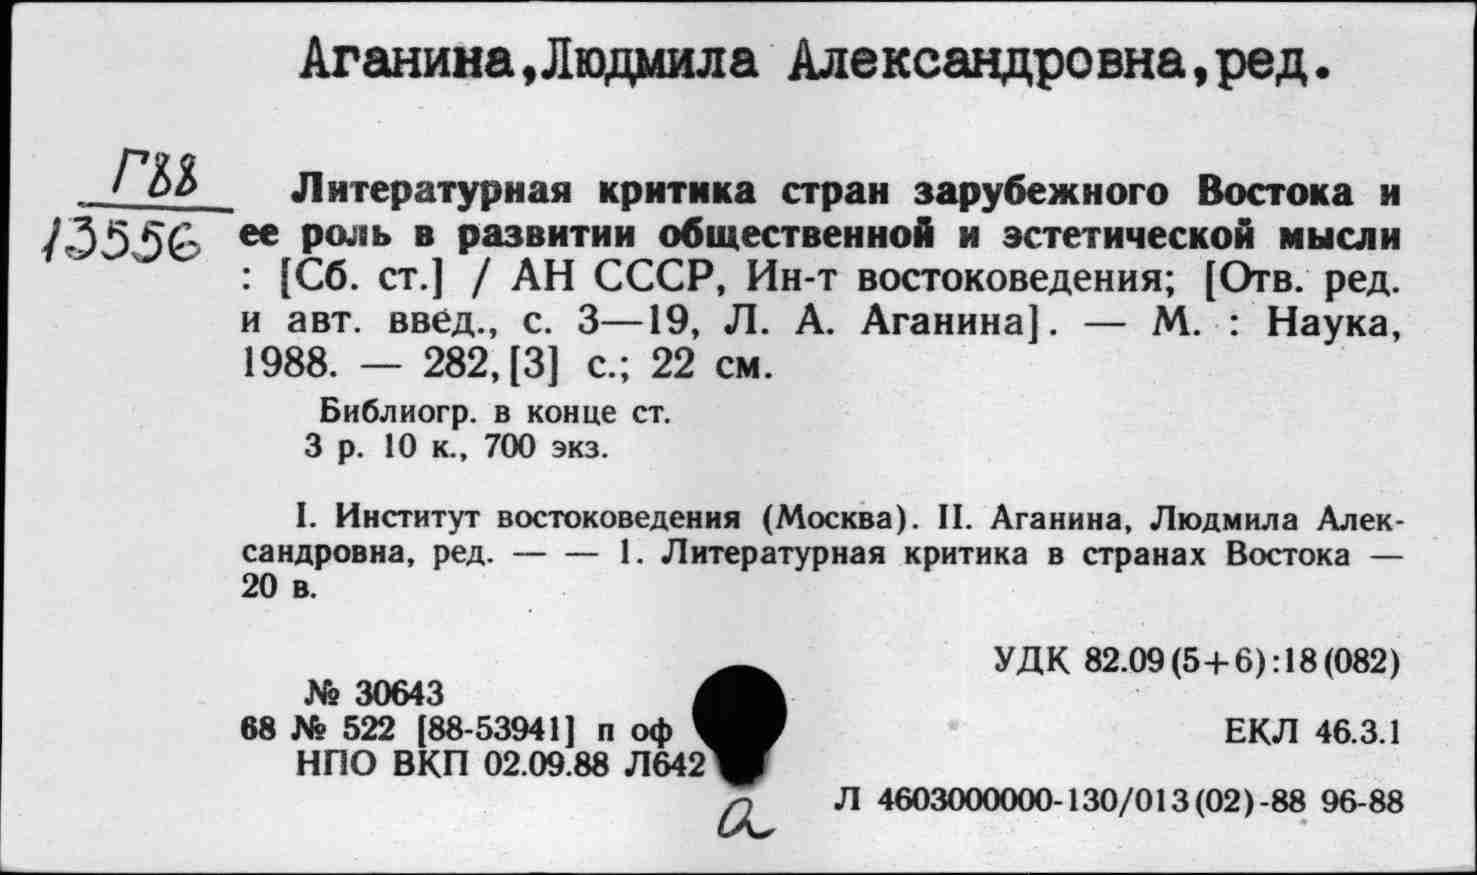 Аганина,Людмила Александровна,ред.
Г88
13556
Литературная критика стран зарубежного Востока и
ее роль в развитии общественной и эстетической мысли
: [Сб. ст.] / АН СССР, Ин-т востоковедения; [Отв. ред.
и авт. введ., с. 3—19, Л. А. Аганина]. — М. : Наука,
1988. — 282, [3] с.; 22 см.
Библиогр. в конце ст.
3 р. 10 к., 700 экз.
I. Институт востоковедения (Москва). II. Аганина, Людмила Алек-
сандровна, ред. — — 1. Литературная критика в странах Востока —
20 в.
УДК 82.09(5+6):18(082)
№ 30643
68 № 522 [88-53941] п оф
ЕКЛ 46.3.1
НПО ВКП 02.09.88 Л642
Л 4603000000-130/013(02)-88 96-88
а